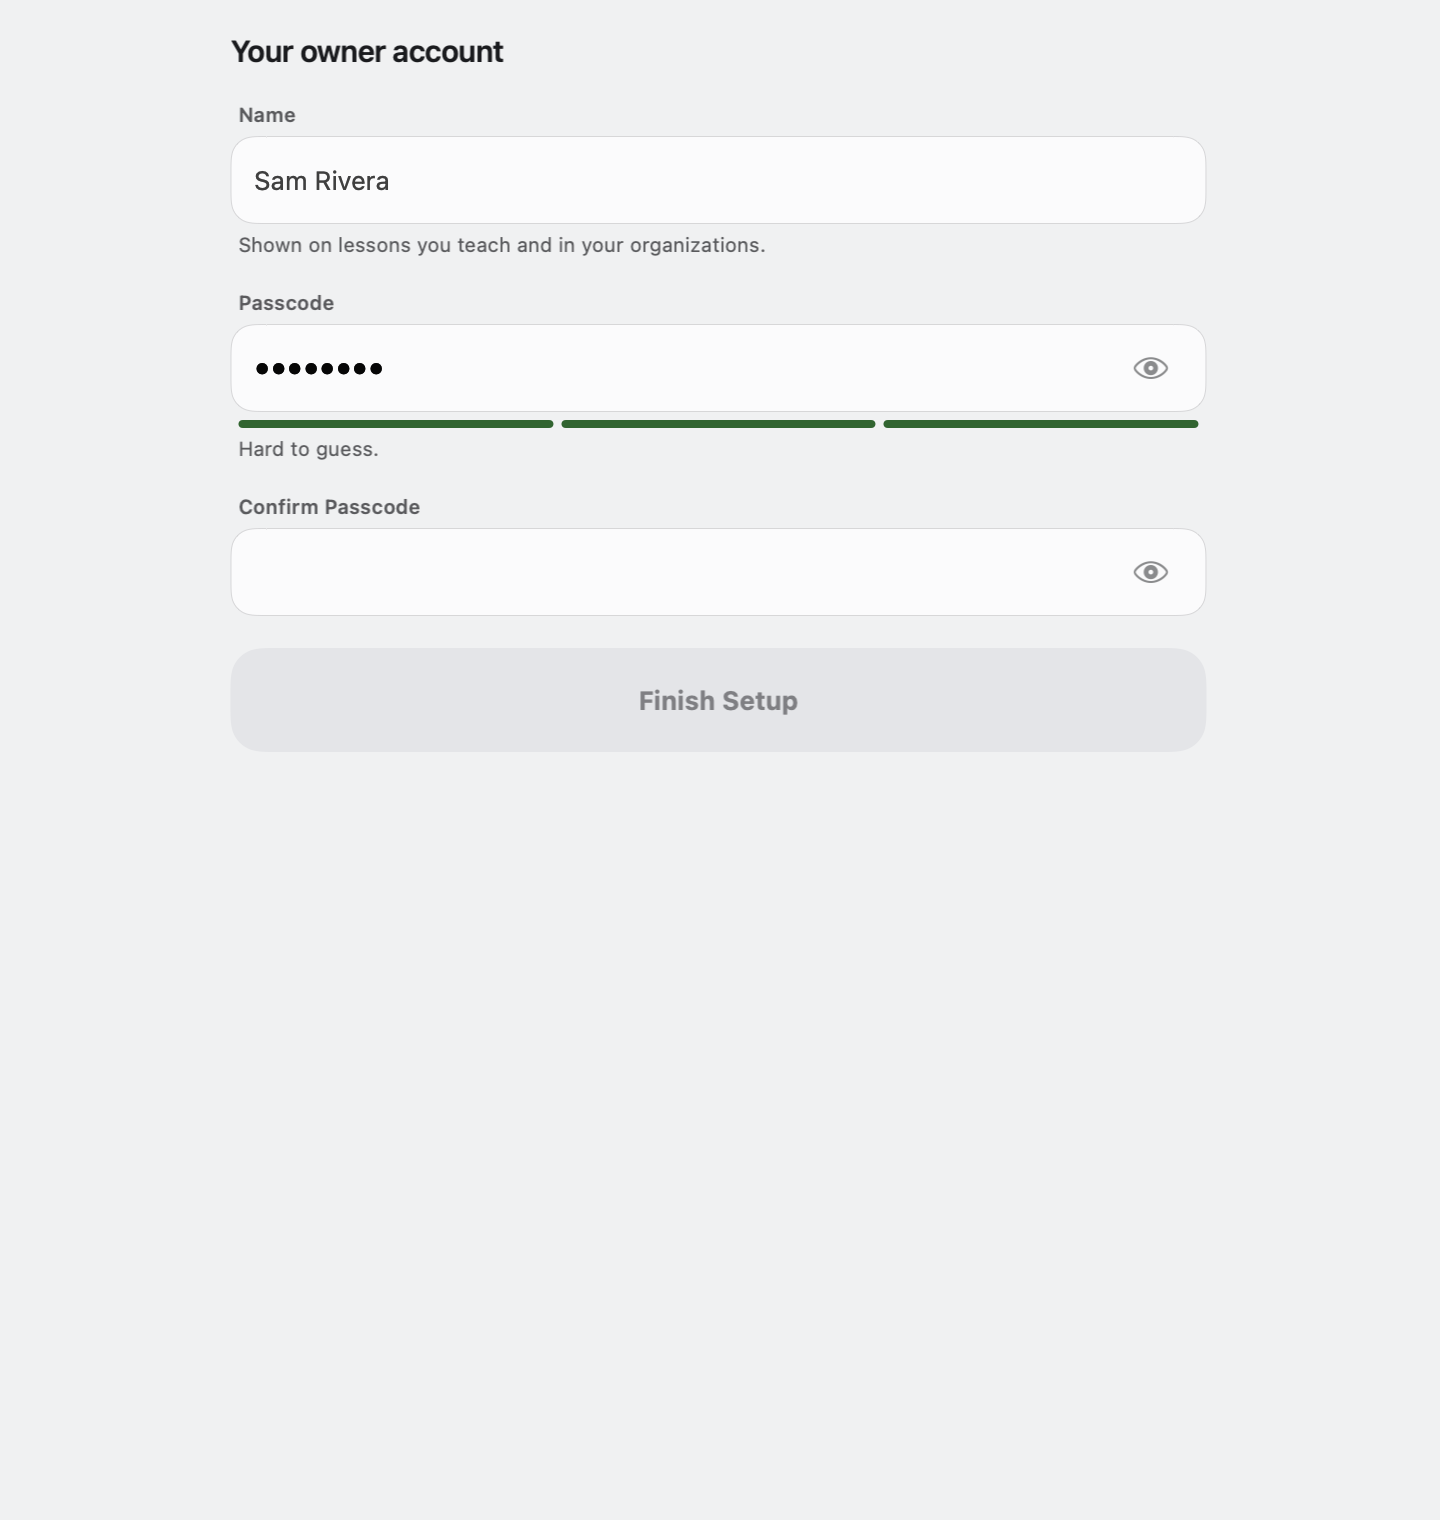 Your owner account
Name
Sam Rivera
Shown on lessons you teach and in your organizations.
Passcode
••••••••
Hard to guess.
Confirm Passcode
Finish Setup